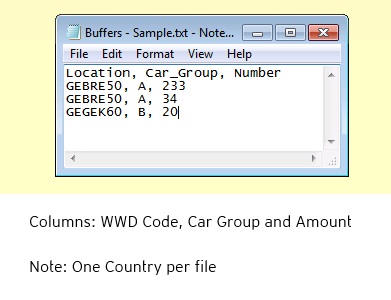 Buffers - Sample.txt - Note...
File Edit Format View Help
Location, Car_Group, Number
GEBRE50, A, 233
GEBRE50, A, 34
GEGEK60, B, 20
Columns: WWD Code, Car Group and Amount
Note: One Country per file